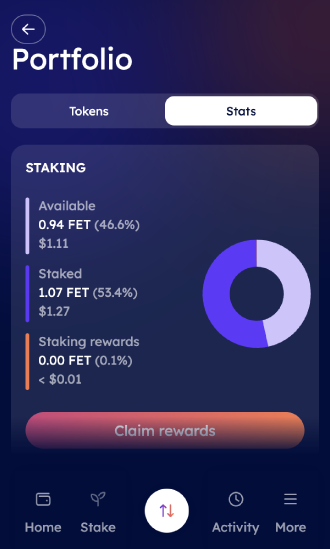 Portfolio
Tokens
Stats
STAKING
Available
0.94 FET (46.6%)
$1.11
Staked
1.07 FET (53.4%)
$1.27
Staking rewards
0.00 FET (0.1%)
< $0.01
Claim rewards
Home
Stake
Activity
More